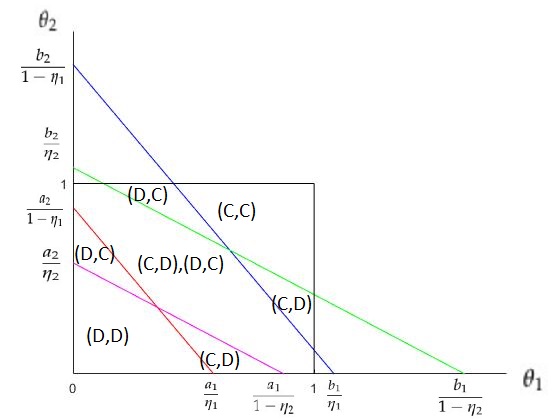 θ₂
b₂/(1 − η₁)
b₂/η₂
1
a₂/(1 − η₁)
a₂/η₂
(D,C)
(C,C)
(D,C)
(C,D),(D,C)
(C,D)
(D,D)
(C,D)
0
a₁/η₁
a₁/(1 − η₂)
1
b₁/η₁
b₁/(1 − η₂)
θ₁